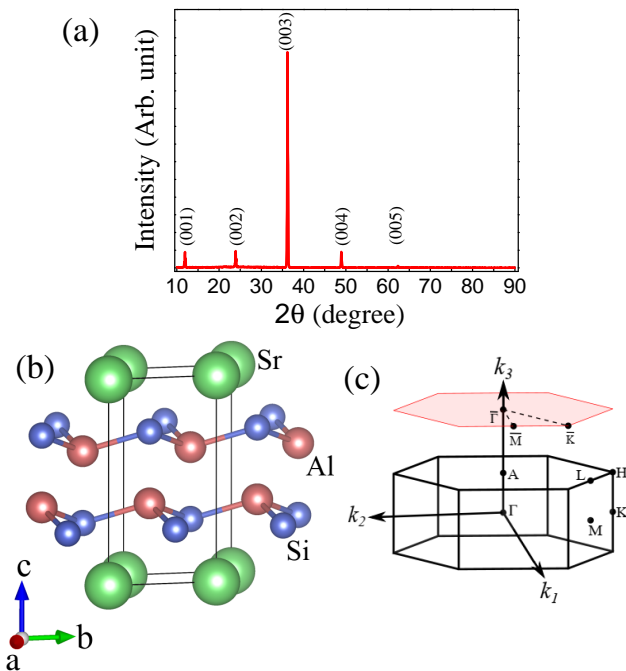 (a)
Intensity (Arb. unit)
(001)
(002)
(003)
(004)
(005)
10 20 30 40 50 60 70 80 90
2θ (degree)
(b)
Sr
Al
Si
c
b
a
(c)
k3
Γ̅
M̅
K̅
A
L
H
Γ
K
M
k2
k1